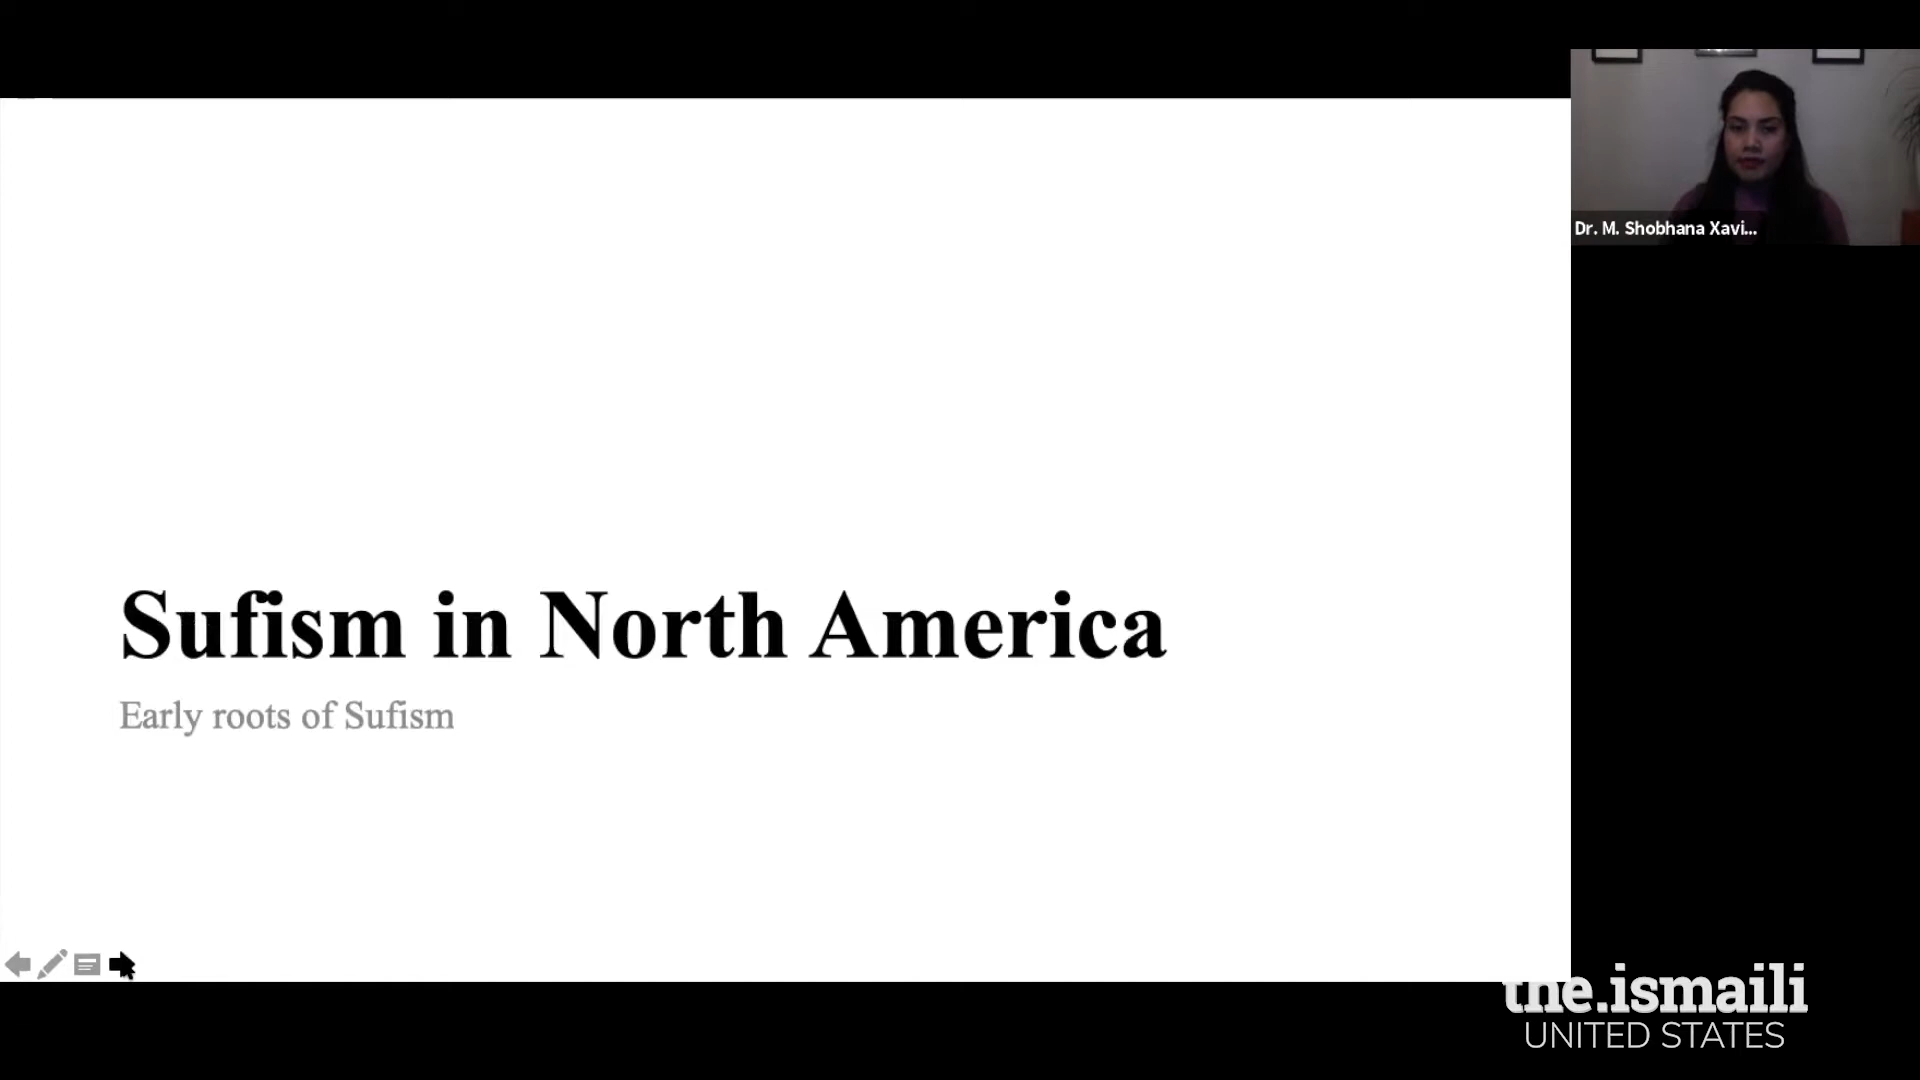 Dr. M. Shobhana Xavi...
Sufism in North America
Early roots of Sufism
the.ismaili
UNITED STATES